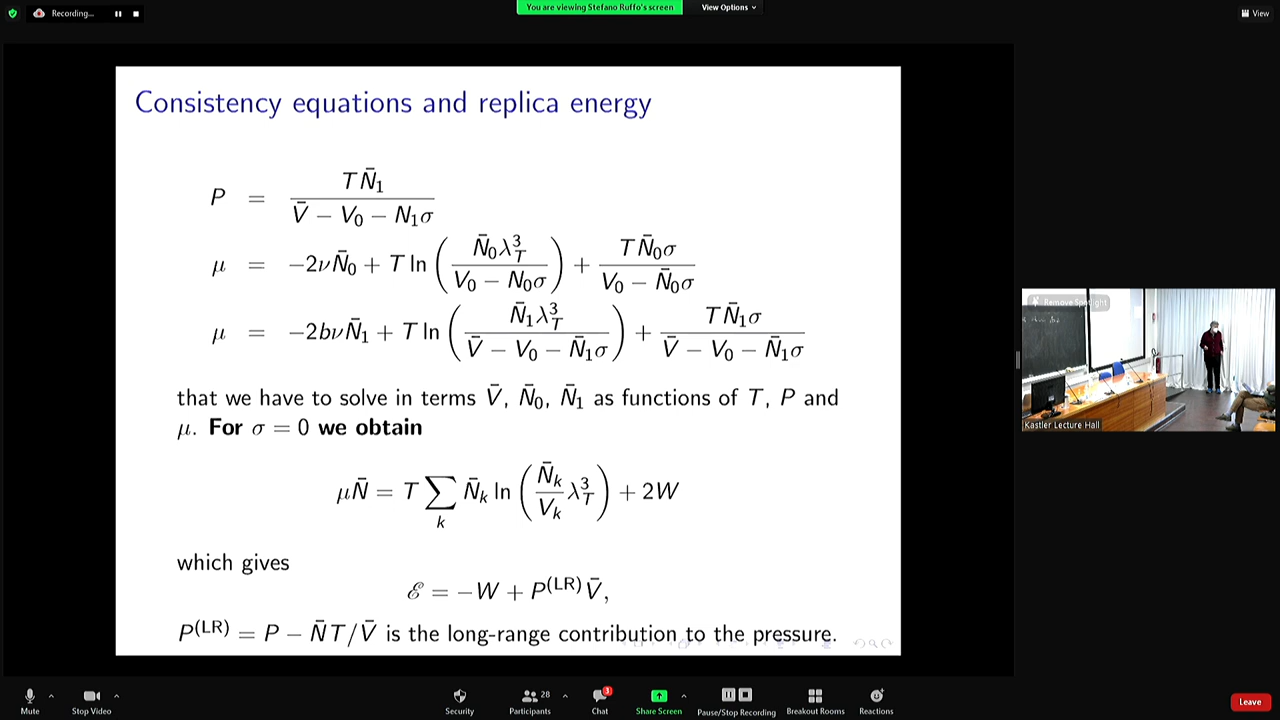 Recording...
You are viewing Stefano Ruffo's screen
View Options
View
Consistency equations and replica energy
P = T N̄₁ / (V̄ − V₀ − N₁σ)
μ = −2νN̄₀ + T ln ( N̄₀λ³_T / (V₀ − N₀σ) ) + T N̄₀σ / (V₀ − N̄₀σ)
μ = −2bνN̄₁ + T ln ( N̄₁λ³_T / (V̄ − V₀ − N̄₁σ) ) + T N̄₁σ / (V̄ − V₀ − N̄₁σ)
that we have to solve in terms V̄, N̄₀, N̄₁ as functions of T, P and
μ. For σ = 0 we obtain
μN̄ = T ∑_k N̄_k ln ( N̄_k / V_k λ³_T ) + 2W
which gives
ℰ = −W + P^(LR) V̄,
P^(LR) = P − N̄T/V̄ is the long-range contribution to the pressure.
Remove Spotlight
Kastler Lecture Hall
Mute
Stop Video
Security
28
Participants
3
Chat
Share Screen
Pause/Stop Recording
Breakout Rooms
Reactions
Leave